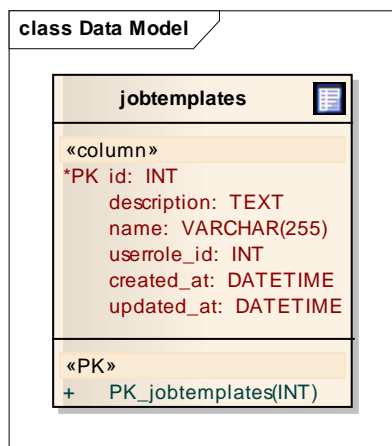 class Data Model
jobtemplates
«column»
*PK id: INT
description: TEXT
name: VARCHAR(255)
userrole_id: INT
created_at: DATETIME
updated_at: DATETIME
«PK»
+ PK_jobtemplates(INT)